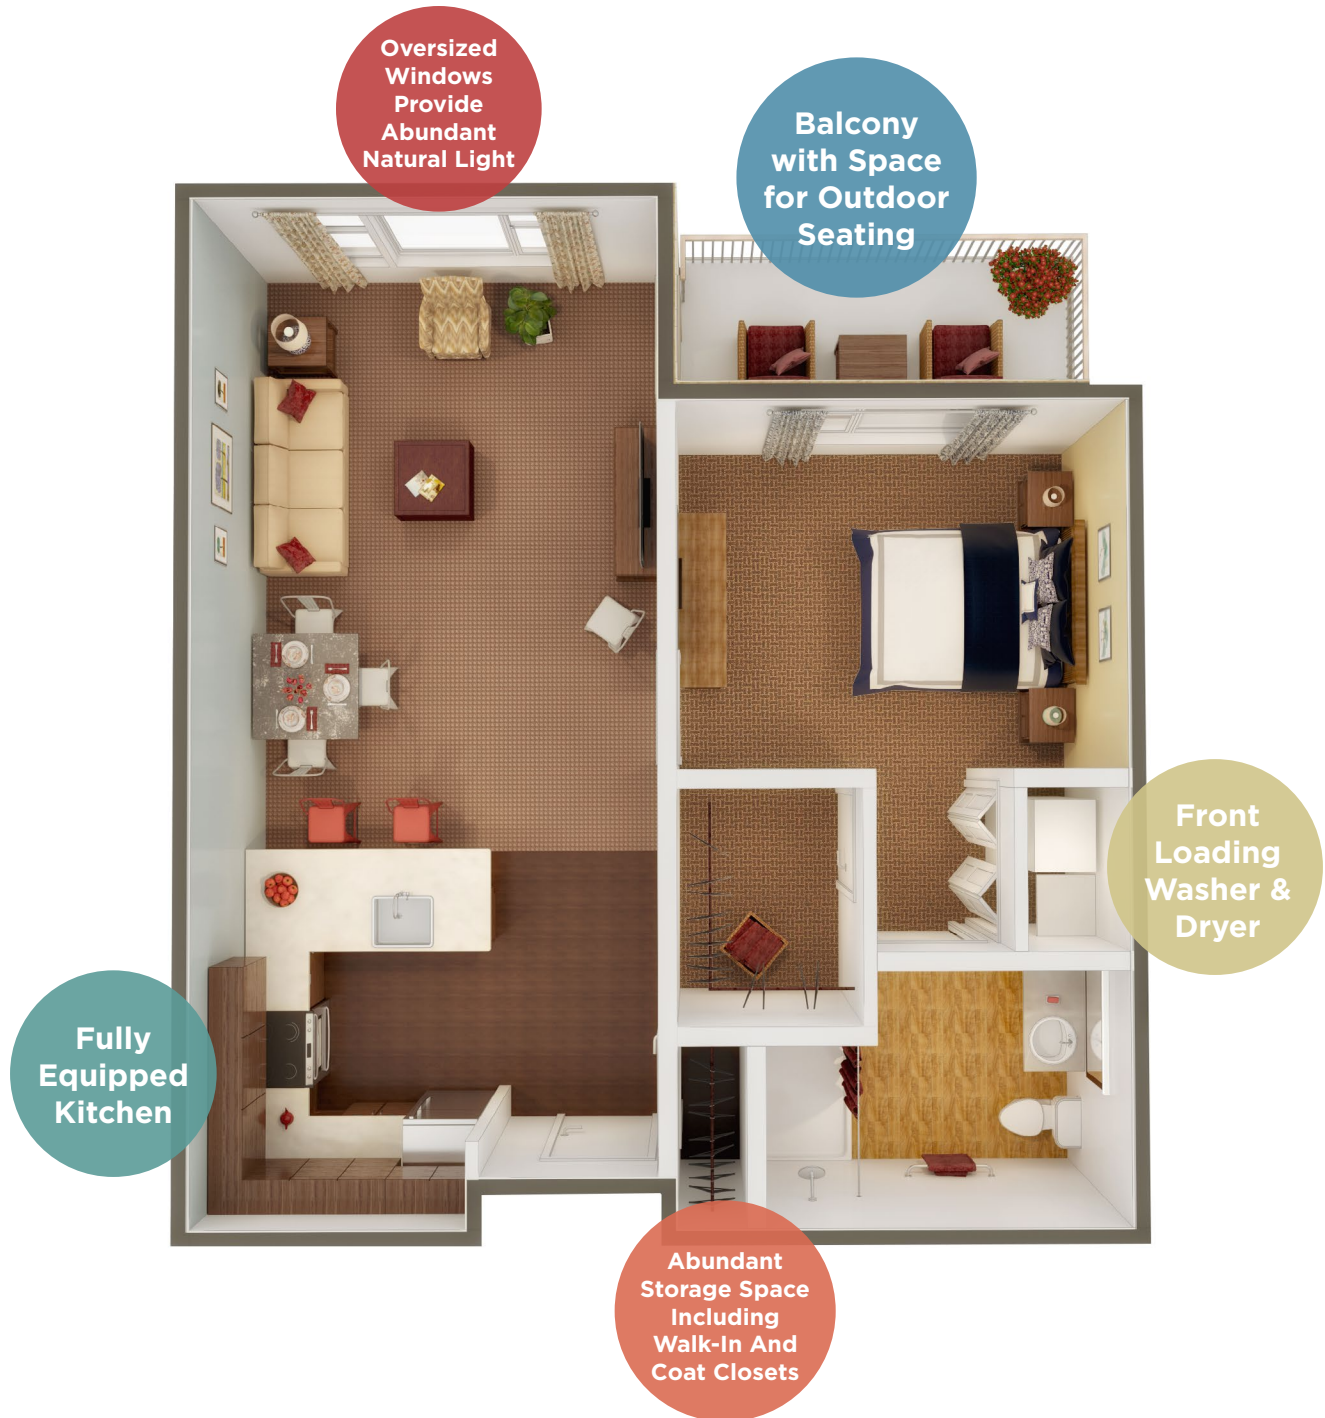 Oversized
Windows
Provide
Abundant
Natural Light
Balcony
with Space
for Outdoor
Seating
Front
Loading
Washer &
Dryer
Fully
Equipped
Kitchen
Abundant
Storage Space
Including
Walk-In And
Coat Closets